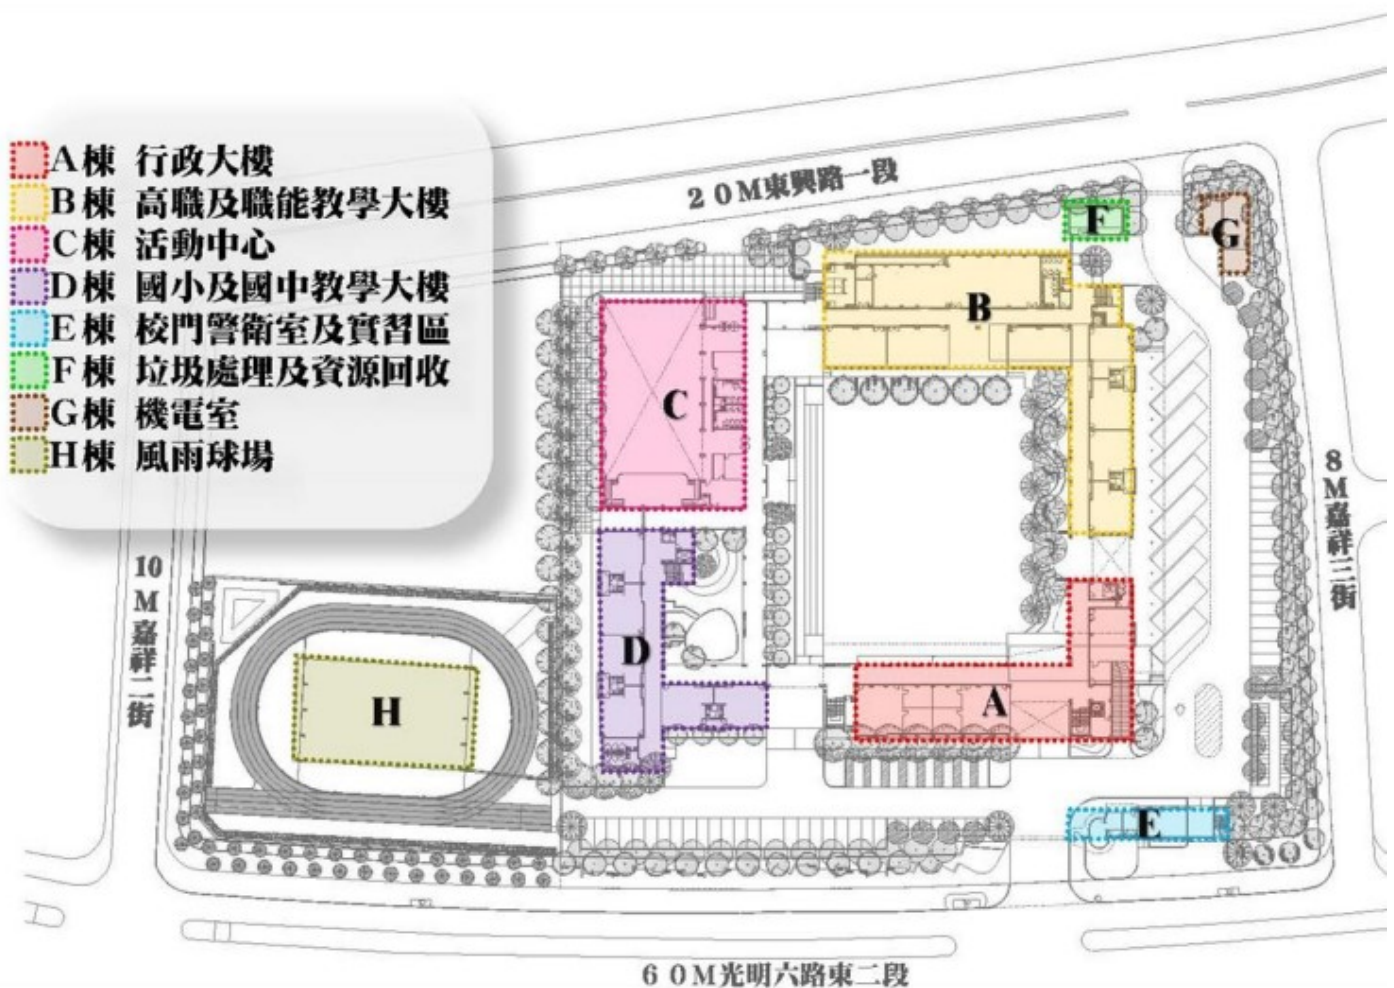 A棟 行政大樓
B棟 高職及職能教學大樓
C棟 活動中心
D棟 國小及國中教學大樓
E棟 校門警衛室及實習區
F棟 垃圾處理及資源回收
G棟 機電室
H棟 風雨球場
20M東興路一段
F
G
B
C
8M嘉祥三街
10M嘉祥二街
D
H
A
E
60M光明六路東二段